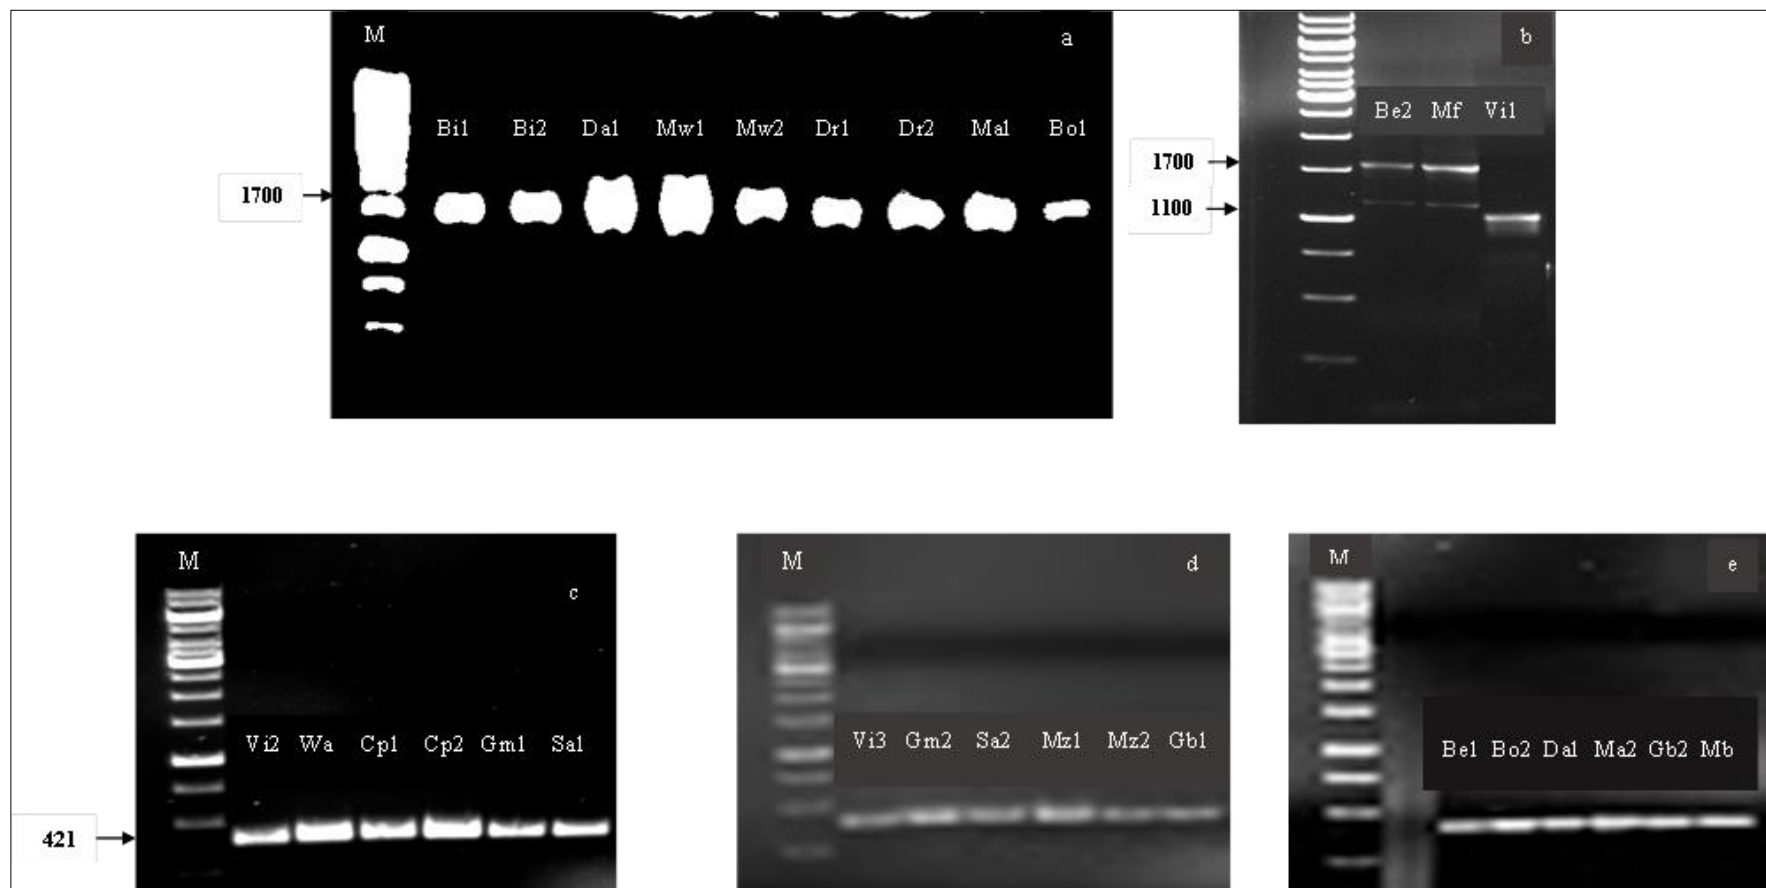 M a
Bi1 Bi2 Da1 Mw1 Mw2 Dr1 Dr2 Ma1 Bo1
1700
b
Be2 Mf Vi1
1700
1100
M c
Vi2 Wa Cp1 Cp2 Gm1 Sa1
421
M d
Vi3 Gm2 Sa2 Mz1 Mz2 Gb1
M e
Be1 Bo2 Da1 Ma2 Gb2 Mb